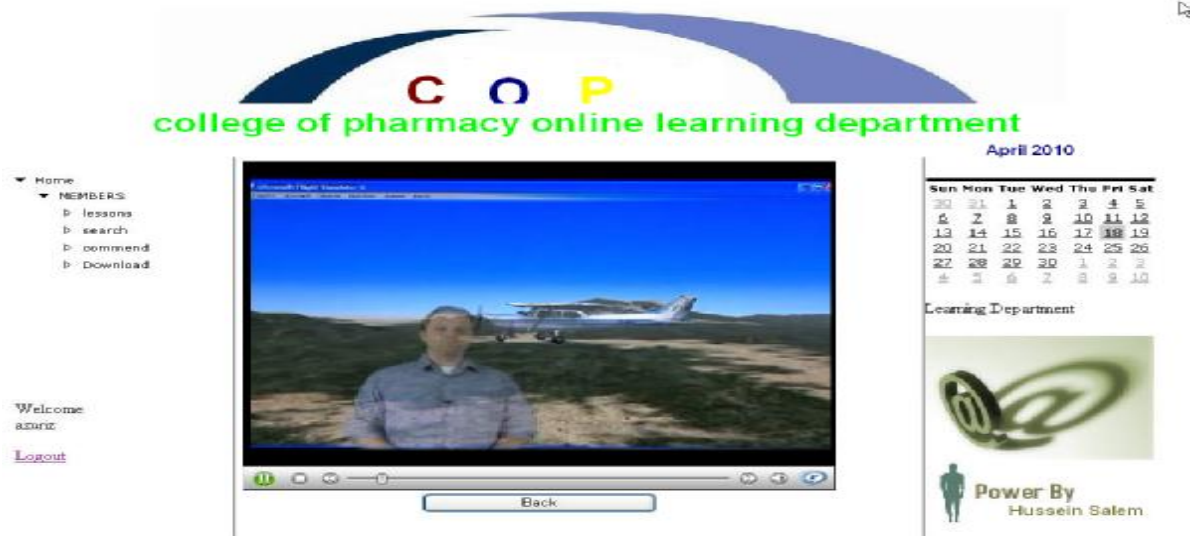 C O P
college of pharmacy online learning department
Home
MEMBERS
lessons
search
commend
Download
Welcome
Logout
Microsoft Flight Simulator X
Back
April 2010
Sun Mon Tue Wed Thu Fri Sat
30 31 1 2 3 4 5
6 7 8 9 10 11 12
13 14 15 16 17 18 19
20 21 22 23 24 25 26
27 28 29 30 1 2 3
4 5 6 7 8 9 10
Learning Department
@
Power By
Hussein Salem